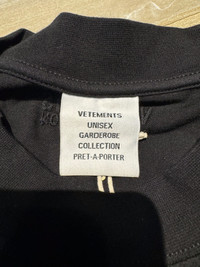 VETEMENTS
UNISEX
GARDEROBE
COLLECTION
PRET-A-PORTER